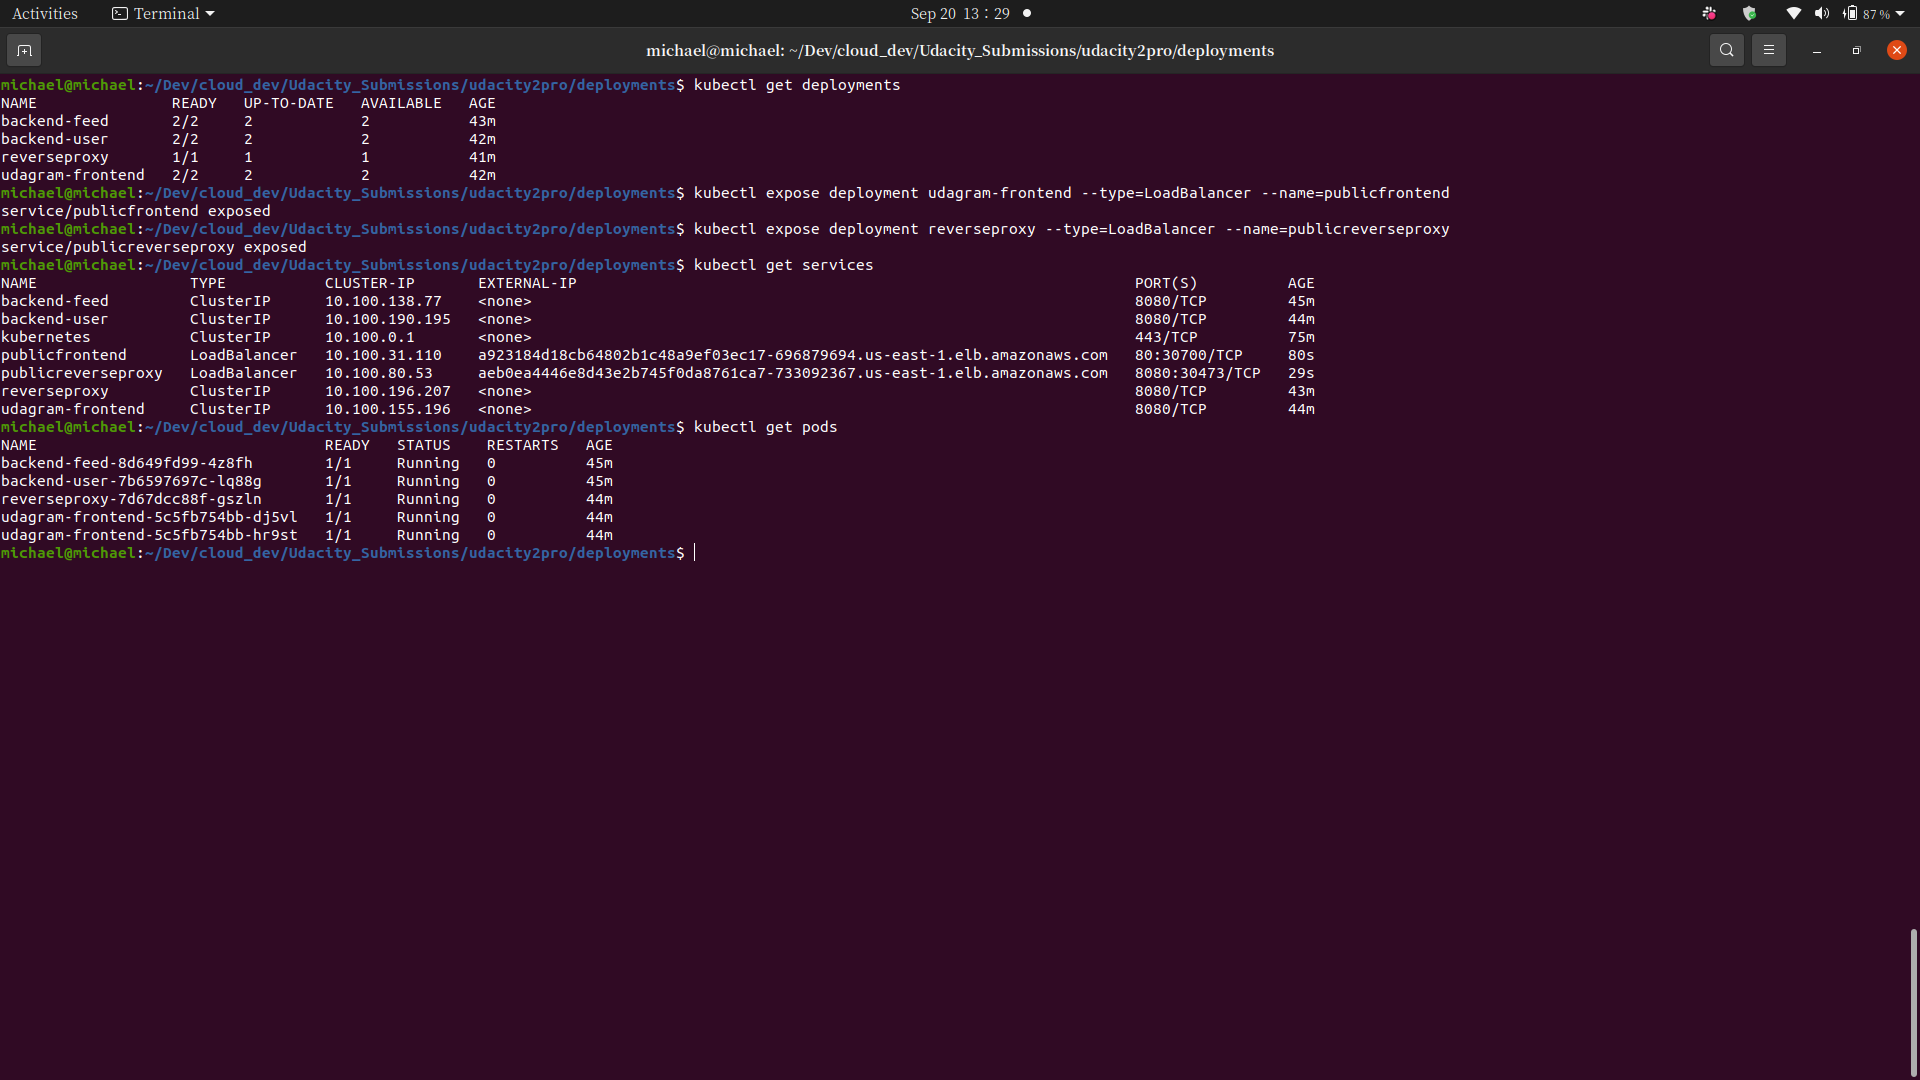 Activities Terminal Sep 20 13:29 87 %
michael@michael: ~/Dev/cloud_dev/Udacity_Submissions/udacity2pro/deployments
michael@michael:~/Dev/cloud_dev/Udacity_Submissions/udacity2pro/deployments$ kubectl get deployments
NAME READY UP-TO-DATE AVAILABLE AGE
backend-feed 2/2 2 2 43m
backend-user 2/2 2 2 42m
reverseproxy 1/1 1 1 41m
udagram-frontend 2/2 2 2 42m
michael@michael:~/Dev/cloud_dev/Udacity_Submissions/udacity2pro/deployments$ kubectl expose deployment udagram-frontend --type=LoadBalancer --name=publicfrontend
service/publicfrontend exposed
michael@michael:~/Dev/cloud_dev/Udacity_Submissions/udacity2pro/deployments$ kubectl expose deployment reverseproxy --type=LoadBalancer --name=publicreverseproxy
service/publicreverseproxy exposed
michael@michael:~/Dev/cloud_dev/Udacity_Submissions/udacity2pro/deployments$ kubectl get services
NAME TYPE CLUSTER-IP EXTERNAL-IP PORT(S) AGE
backend-feed ClusterIP 10.100.138.77 <none> 8080/TCP 45m
backend-user ClusterIP 10.100.190.195 <none> 8080/TCP 44m
kubernetes ClusterIP 10.100.0.1 <none> 443/TCP 75m
publicfrontend LoadBalancer 10.100.31.110 a923184d18cb64802b1c48a9ef03ec17-696879694.us-east-1.elb.amazonaws.com 80:30700/TCP 80s
publicreverseproxy LoadBalancer 10.100.80.53 aeb0ea4446e8d43e2b745f0da8761ca7-733092367.us-east-1.elb.amazonaws.com 8080:30473/TCP 29s
reverseproxy ClusterIP 10.100.196.207 <none> 8080/TCP 43m
udagram-frontend ClusterIP 10.100.155.196 <none> 8080/TCP 44m
michael@michael:~/Dev/cloud_dev/Udacity_Submissions/udacity2pro/deployments$ kubectl get pods
NAME READY STATUS RESTARTS AGE
backend-feed-8d649fd99-4z8fh 1/1 Running 0 45m
backend-user-7b6597697c-lq88g 1/1 Running 0 45m
reverseproxy-7d67dcc88f-gszln 1/1 Running 0 44m
udagram-frontend-5c5fb754bb-dj5vl 1/1 Running 0 44m
udagram-frontend-5c5fb754bb-hr9st 1/1 Running 0 44m
michael@michael:~/Dev/cloud_dev/Udacity_Submissions/udacity2pro/deployments$